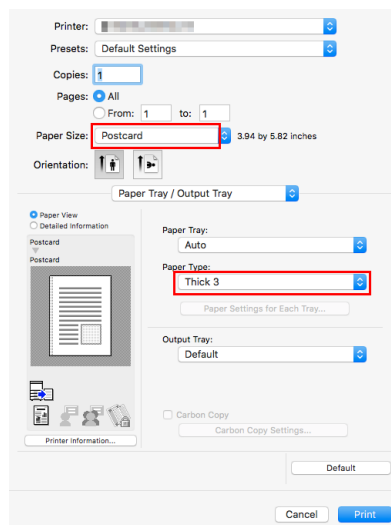 Printer:
Presets: Default Settings
Copies: 1
Pages: All
From: 1 to: 1
Paper Size: Postcard 3.94 by 5.82 inches
Orientation:
Paper Tray / Output Tray
Paper View
Detailed Information
Postcard
Postcard
Printer Information...
Paper Tray:
Auto
Paper Type:
Thick 3
Paper Settings for Each Tray...
Output Tray:
Default
Carbon Copy
Carbon Copy Settings...
Default
Cancel Print